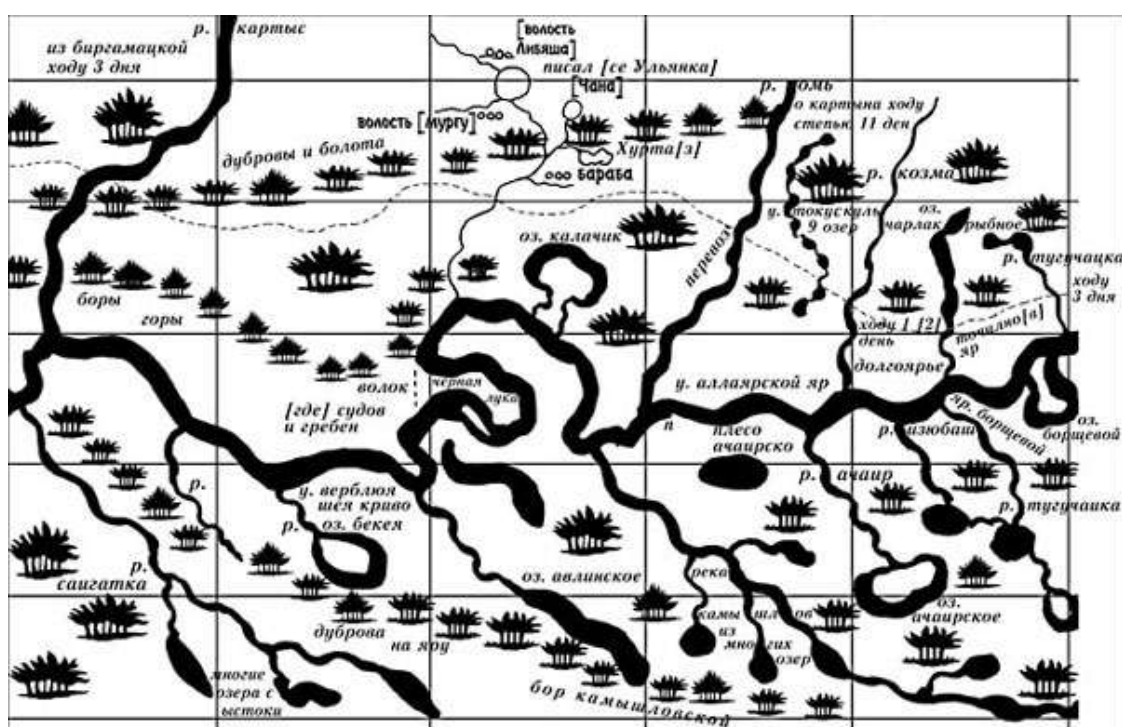 р. картыс
из биргамацкой
ходу 3 дня
[волость
Либяша]
писал [се Ульянка]
[Чана]
волость [Мургу]
Хурта[з]
бараба
дубровы и болота
р. омь
о картына ходу
степью 11 ден
р. козма
у. токускуль
9 озер
оз.
чарлак
рыбное
р. тугучацка
ходу
3 дня
оз. калачик
перевоз
боры
горы
ходу 1 [2]
день
точилно[в]
яр
долгоярье
волок
черная
лука
[где] судов
и гребен
у. аллаярской яр
п
плесо
ачаирско
р. изюбаш
яр. борщевой
оз.
борщевой
р.
у. верблюя
шея криво
р. оз. бекея
р. ачаир
р. тугучаика
р.
саигатка
оз. авлинское
река
камышлов
из
многих
озер
оз.
ачаирское
дуброва
на яру
многие
озера с
ыстоки
бор камышловской